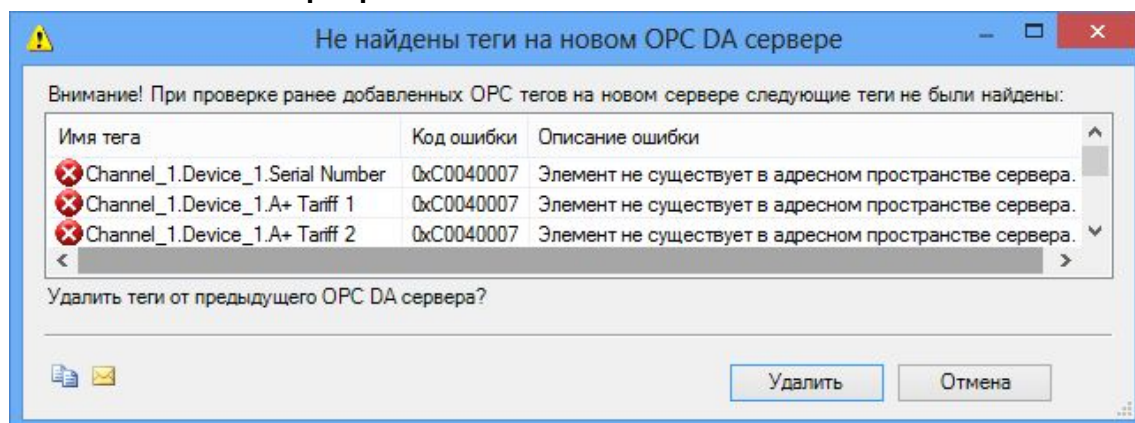 Не найдены теги на новом OPC DA сервере
Внимание! При проверке ранее добавленных OPC тегов на новом сервере следующие теги не были найдены:
Имя тега Код ошибки Описание ошибки
Channel_1.Device_1.Serial Number 0xC0040007 Элемент не существует в адресном пространстве сервера.
Channel_1.Device_1.A+ Tariff 1 0xC0040007 Элемент не существует в адресном пространстве сервера.
Channel_1.Device_1.A+ Tariff 2 0xC0040007 Элемент не существует в адресном пространстве сервера.
Удалить теги от предыдущего OPC DA сервера?
Удалить Отмена